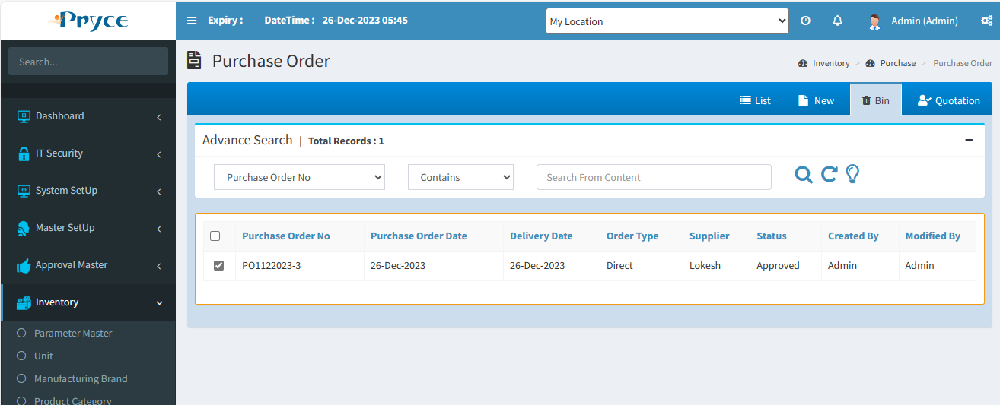 Pryce
Expiry : DateTime : 26-Dec-2023 05:45 My Location Admin (Admin)
Search...
Purchase Order
Inventory > Purchase > Purchase Order
List New Bin Quotation
Dashboard
IT Security
System SetUp
Master SetUp
Approval Master
Inventory
Parameter Master
Unit
Manufacturing Brand
Product Category
Advance Search | Total Records : 1
Purchase Order No Contains Search From Content
Purchase Order No Purchase Order Date Delivery Date Order Type Supplier Status Created By Modified By
PO1122023-3 26-Dec-2023 26-Dec-2023 Direct Lokesh Approved Admin Admin